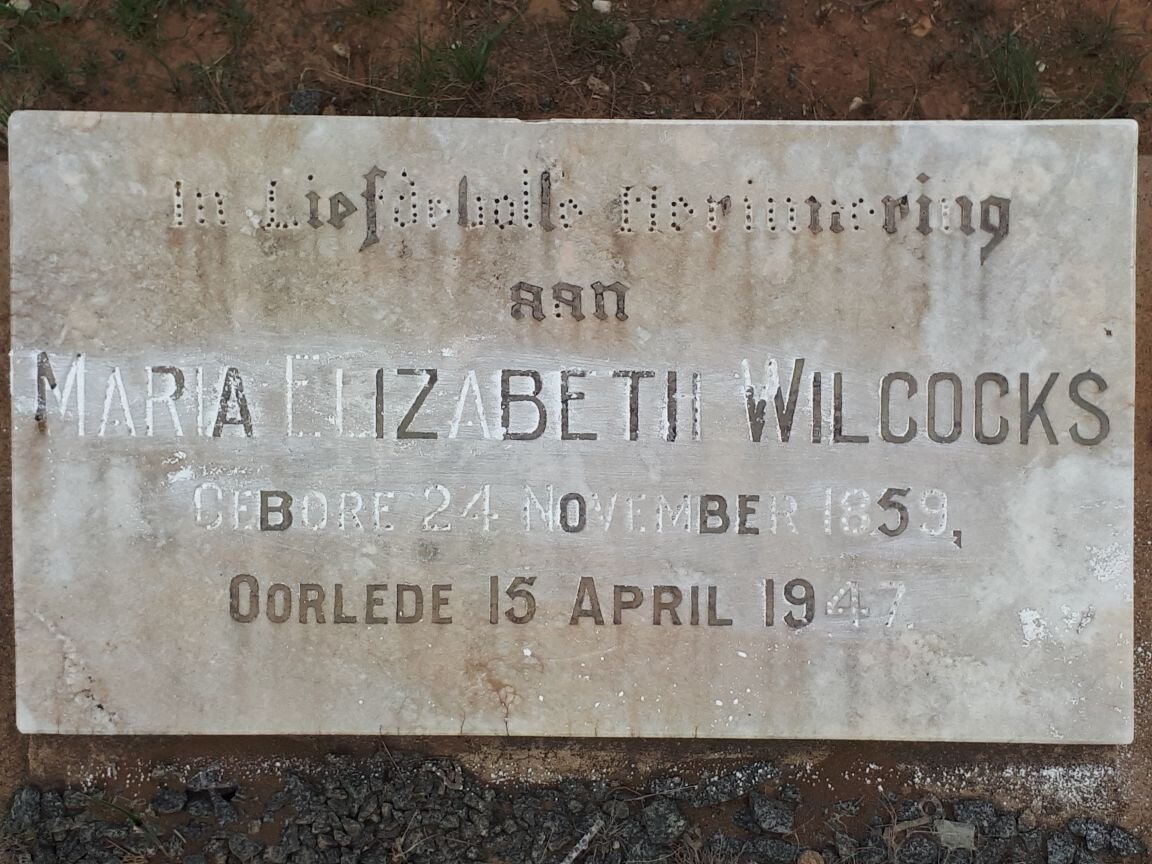 In Liefdevolle Herinnering
aan
MARIA ELIZABETH WILCOCKS
GEBORE 24 NOVEMBER 1859,
OORLEDE 15 APRIL 1947.